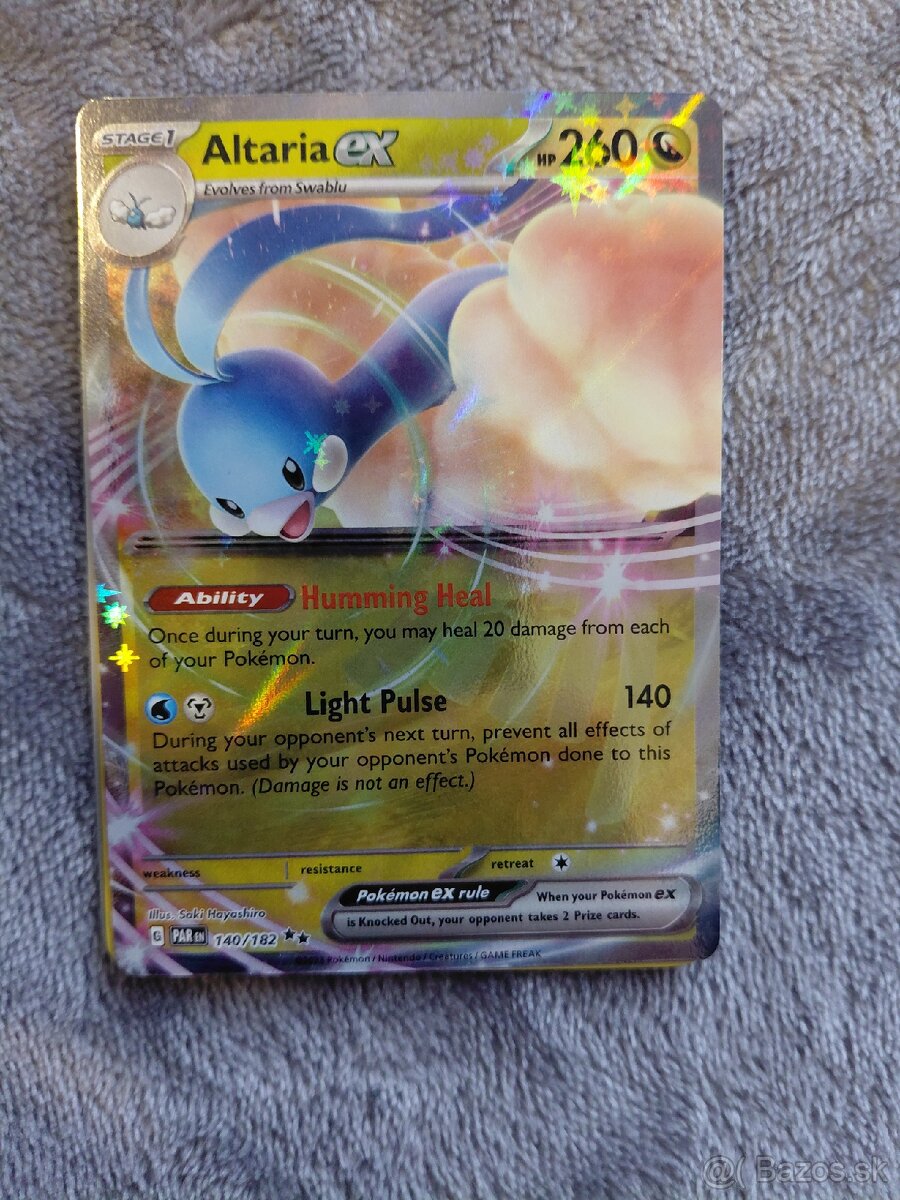 STAGE 1
Altaria ex
HP 260
Evolves from Swablu
Ability Humming Heal
Once during your turn, you may heal 20 damage from each
of your Pokémon.
Light Pulse 140
During your opponent's next turn, prevent all effects of
attacks used by your opponent's Pokémon done to this
Pokémon. (Damage is not an effect.)
weakness resistance retreat
Pokémon ex rule When your Pokémon ex
is Knocked Out, your opponent takes 2 Prize cards.
Illus. Saki Hayashiro
G PAR EN 140/182
©2023 Pokémon / Nintendo / Creatures / GAME FREAK
@( Bazos.sk